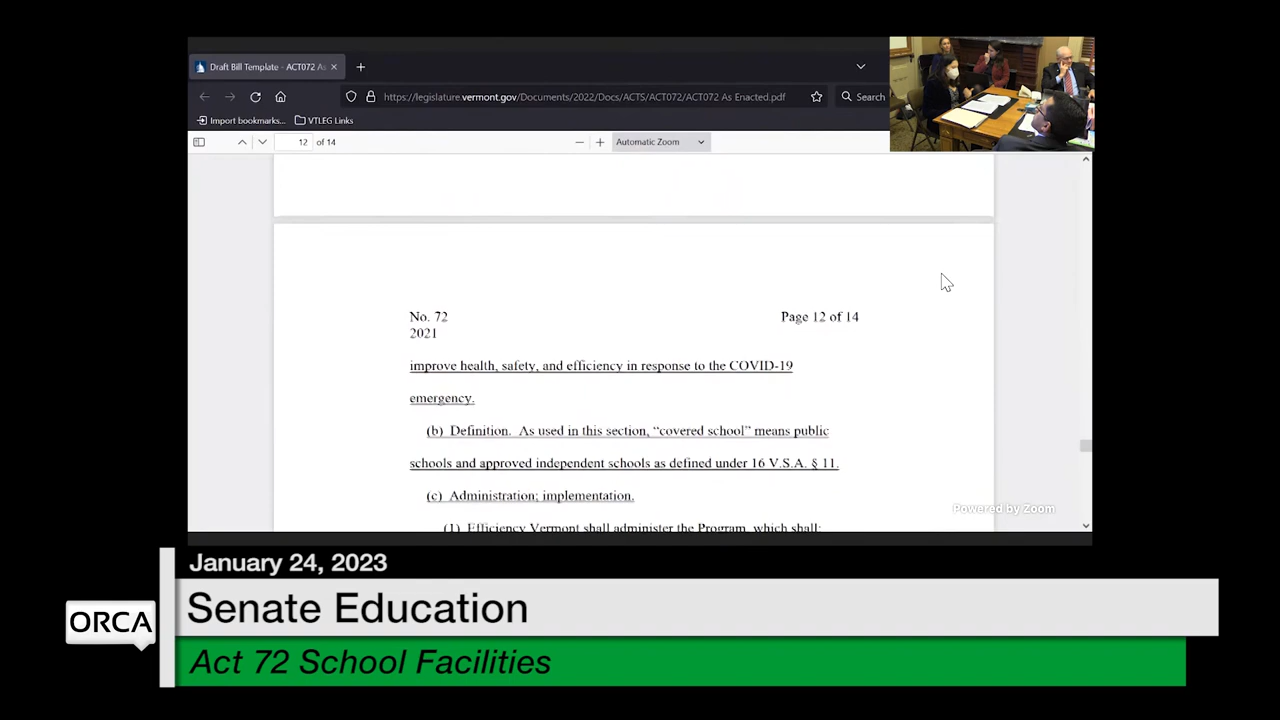 Draft Bill Template - ACT072 As
https://legislature.vermont.gov/Documents/2022/Docs/ACTS/ACT072/ACT072 As Enacted.pdf
Search
Import bookmarks...
VTLEG Links
12 of 14
Automatic Zoom
No. 72
Page 12 of 14
2021
improve health, safety, and efficiency in response to the COVID-19
emergency.
(b) Definition. As used in this section, “covered school” means public
schools and approved independent schools as defined under 16 V.S.A. § 11.
(c) Administration; implementation.
(1) Efficiency Vermont shall administer the Program, which shall:
Powered by Zoom
January 24, 2023
ORCA
Senate Education
Act 72 School Facilities